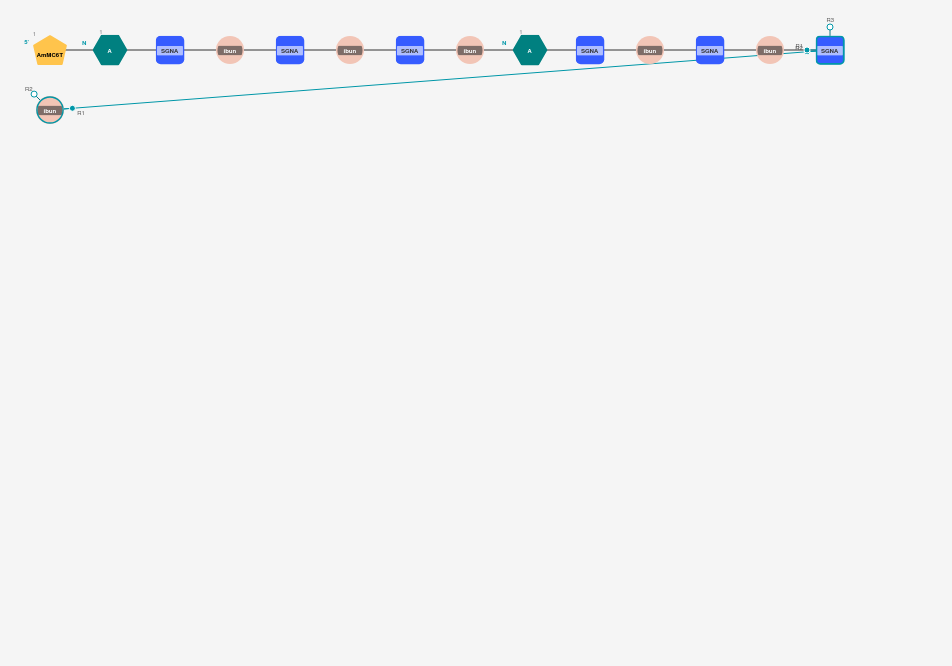 R3
1 1 1
5' N N R1
AmMC6T A SGNA Ibun SGNA Ibun SGNA Ibun A SGNA Ibun SGNA Ibun SGNA
R2
Ibun R1